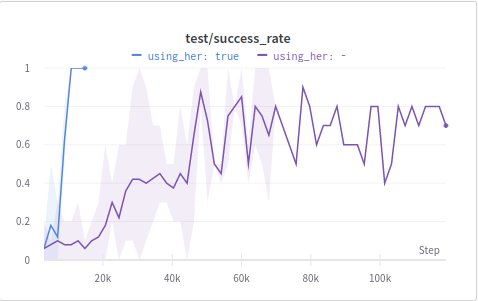 test/success_rate
using_her: true using_her: -
1
0.8
0.6
0.4
0.2
0
Step
20k 40k 60k 80k 100k